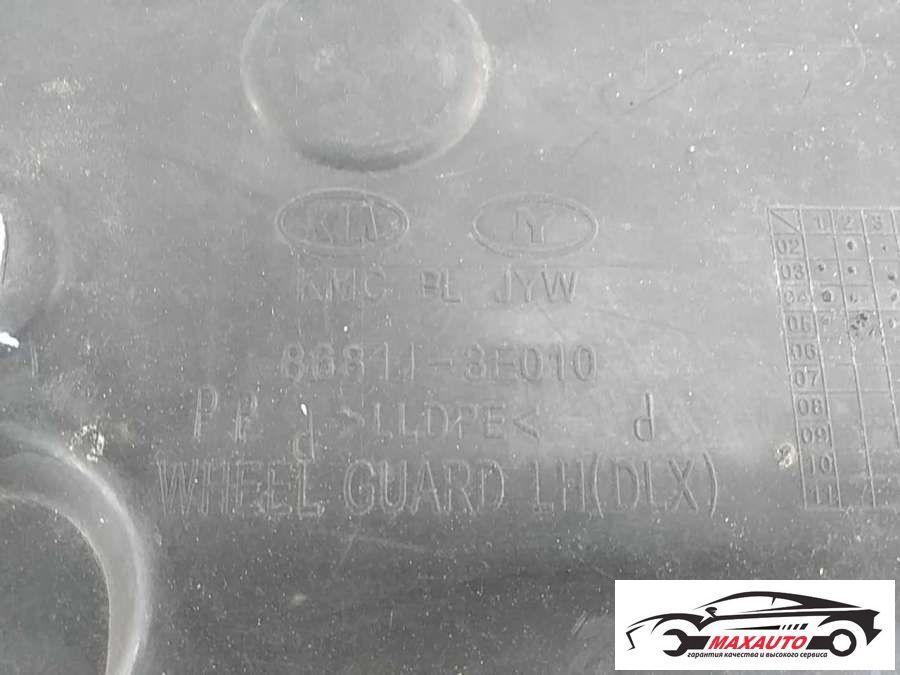 KIA JY
KMC BL JYW
86811-3E010
>LLDPE<
WHEEL GUARD LH(DLX)
1 2 3
02
03
04
05
06
07
08
09
10
11
MAXAUTO
гарантия качества и высокого сервиса